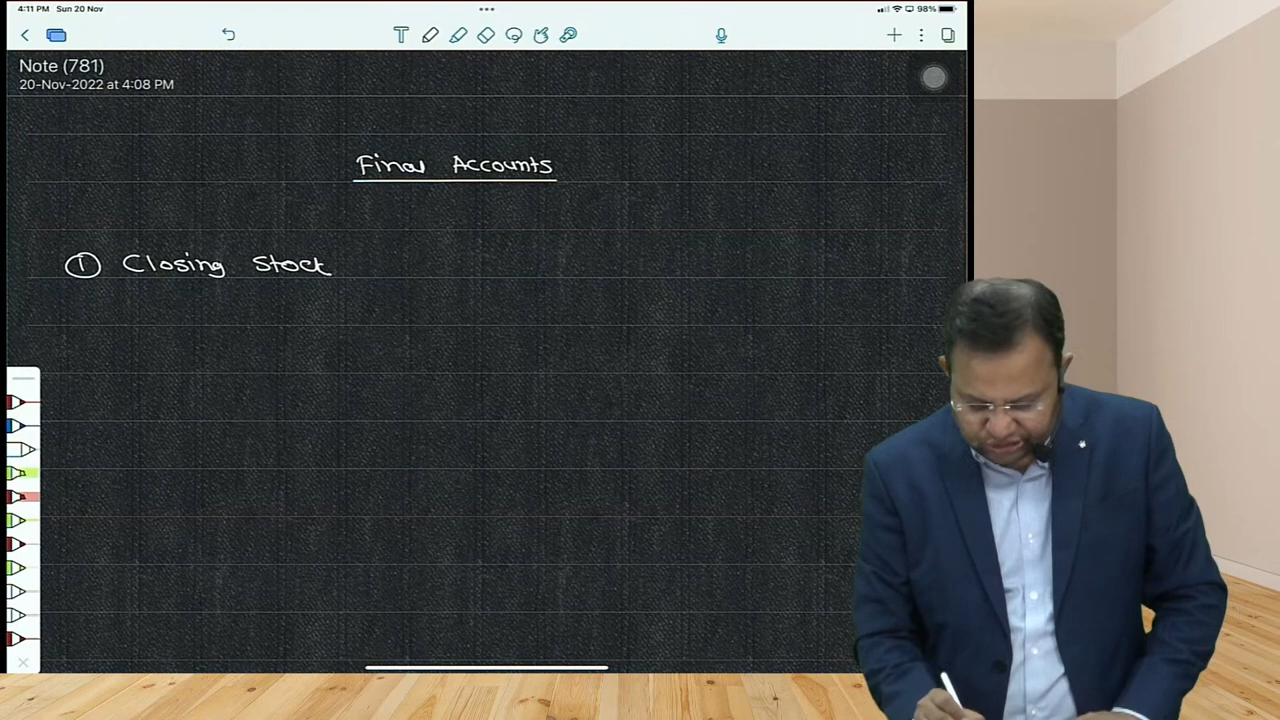 4:11 PM Sun 20 Nov
98%
Note (781)
20-Nov-2022 at 4:08 PM
Final Accounts
① Closing Stock